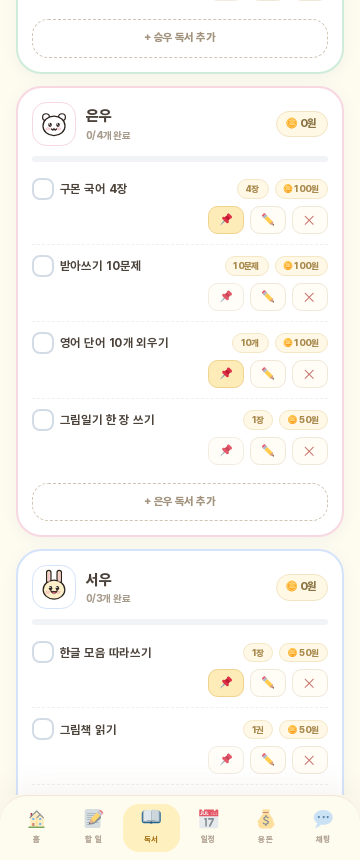 + 승우 독서 추가
은우
0/4개 완료
0원
구몬 국어 4장
4장
100원
받아쓰기 10문제
10문제
100원
영어 단어 10개 외우기
10개
100원
그림일기 한 장 쓰기
1장
50원
+ 은우 독서 추가
서우
0/3개 완료
0원
한글 모음 따라쓰기
1장
50원
그림책 읽기
1권
50원
홈
할 일
독서
JULY
17
일정
용돈
채팅